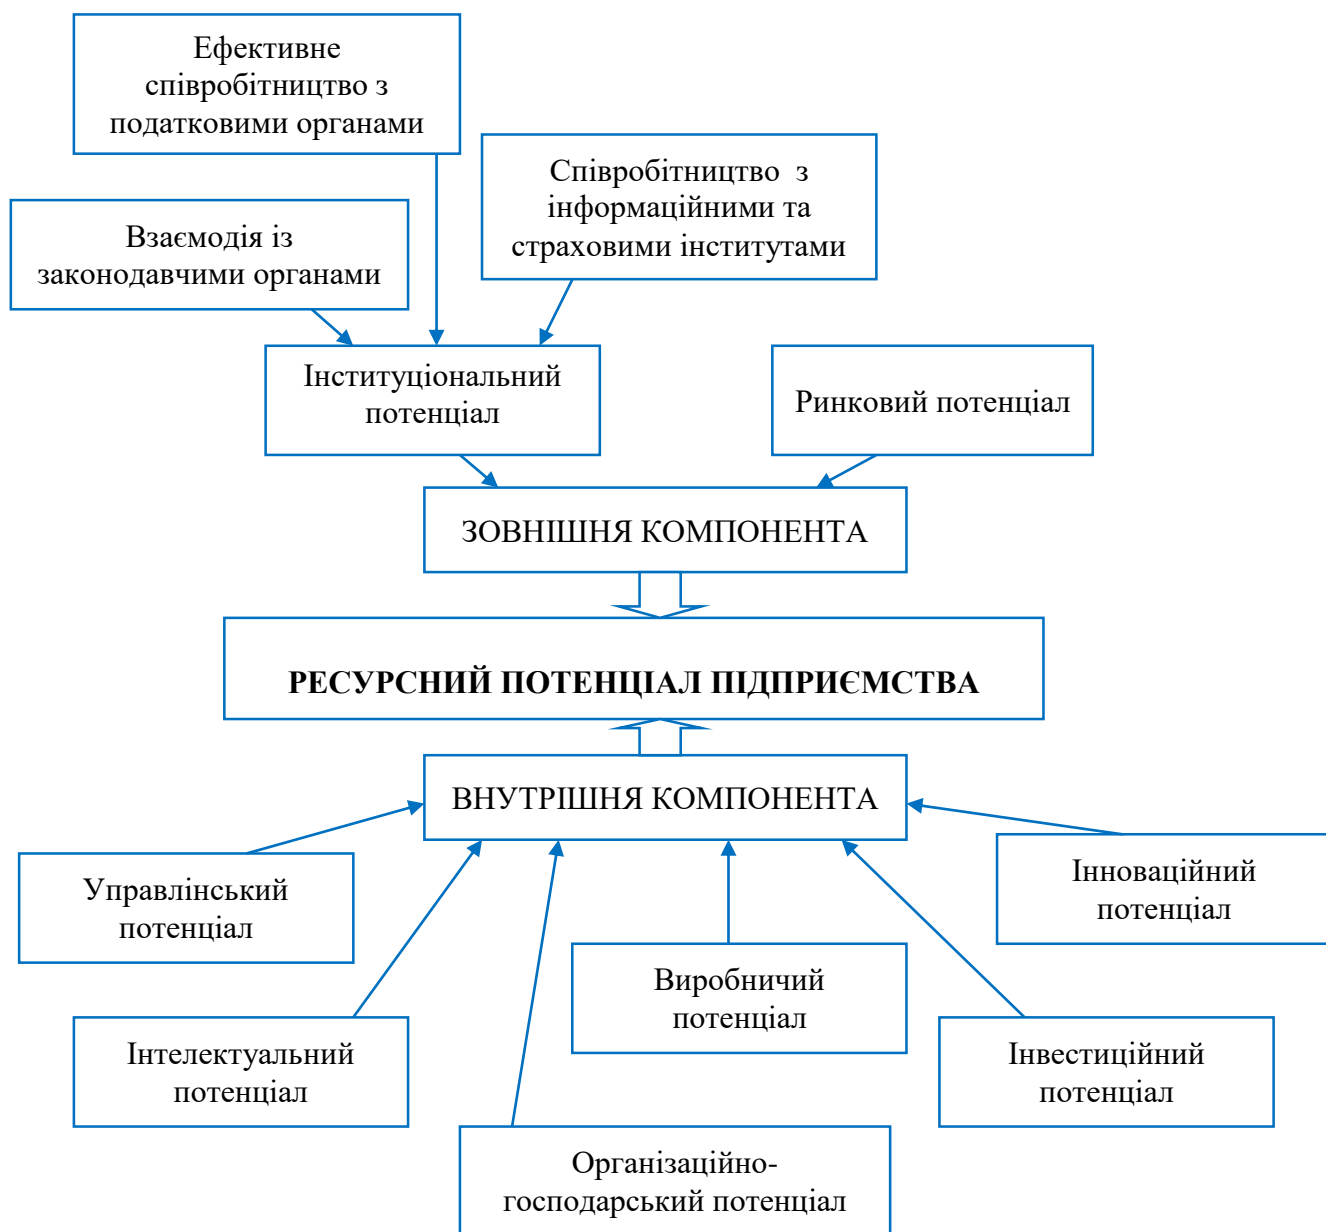 Ефективне
співробітництво з
податковими органами
Співробітництво з
інформаційними та
страховими інститутами
Взаємодія із
законодавчими органами
Інституціональний
потенціал
Ринковий потенціал
ЗОВНІШНЯ КОМПОНЕНТА
РЕСУРСНИЙ ПОТЕНЦІАЛ ПІДПРИЄМСТВА
ВНУТРІШНЯ КОМПОНЕНТА
Управлінський
потенціал
Інноваційний
потенціал
Виробничий
потенціал
Інтелектуальний
потенціал
Інвестиційний
потенціал
Організаційно-
господарський потенціал